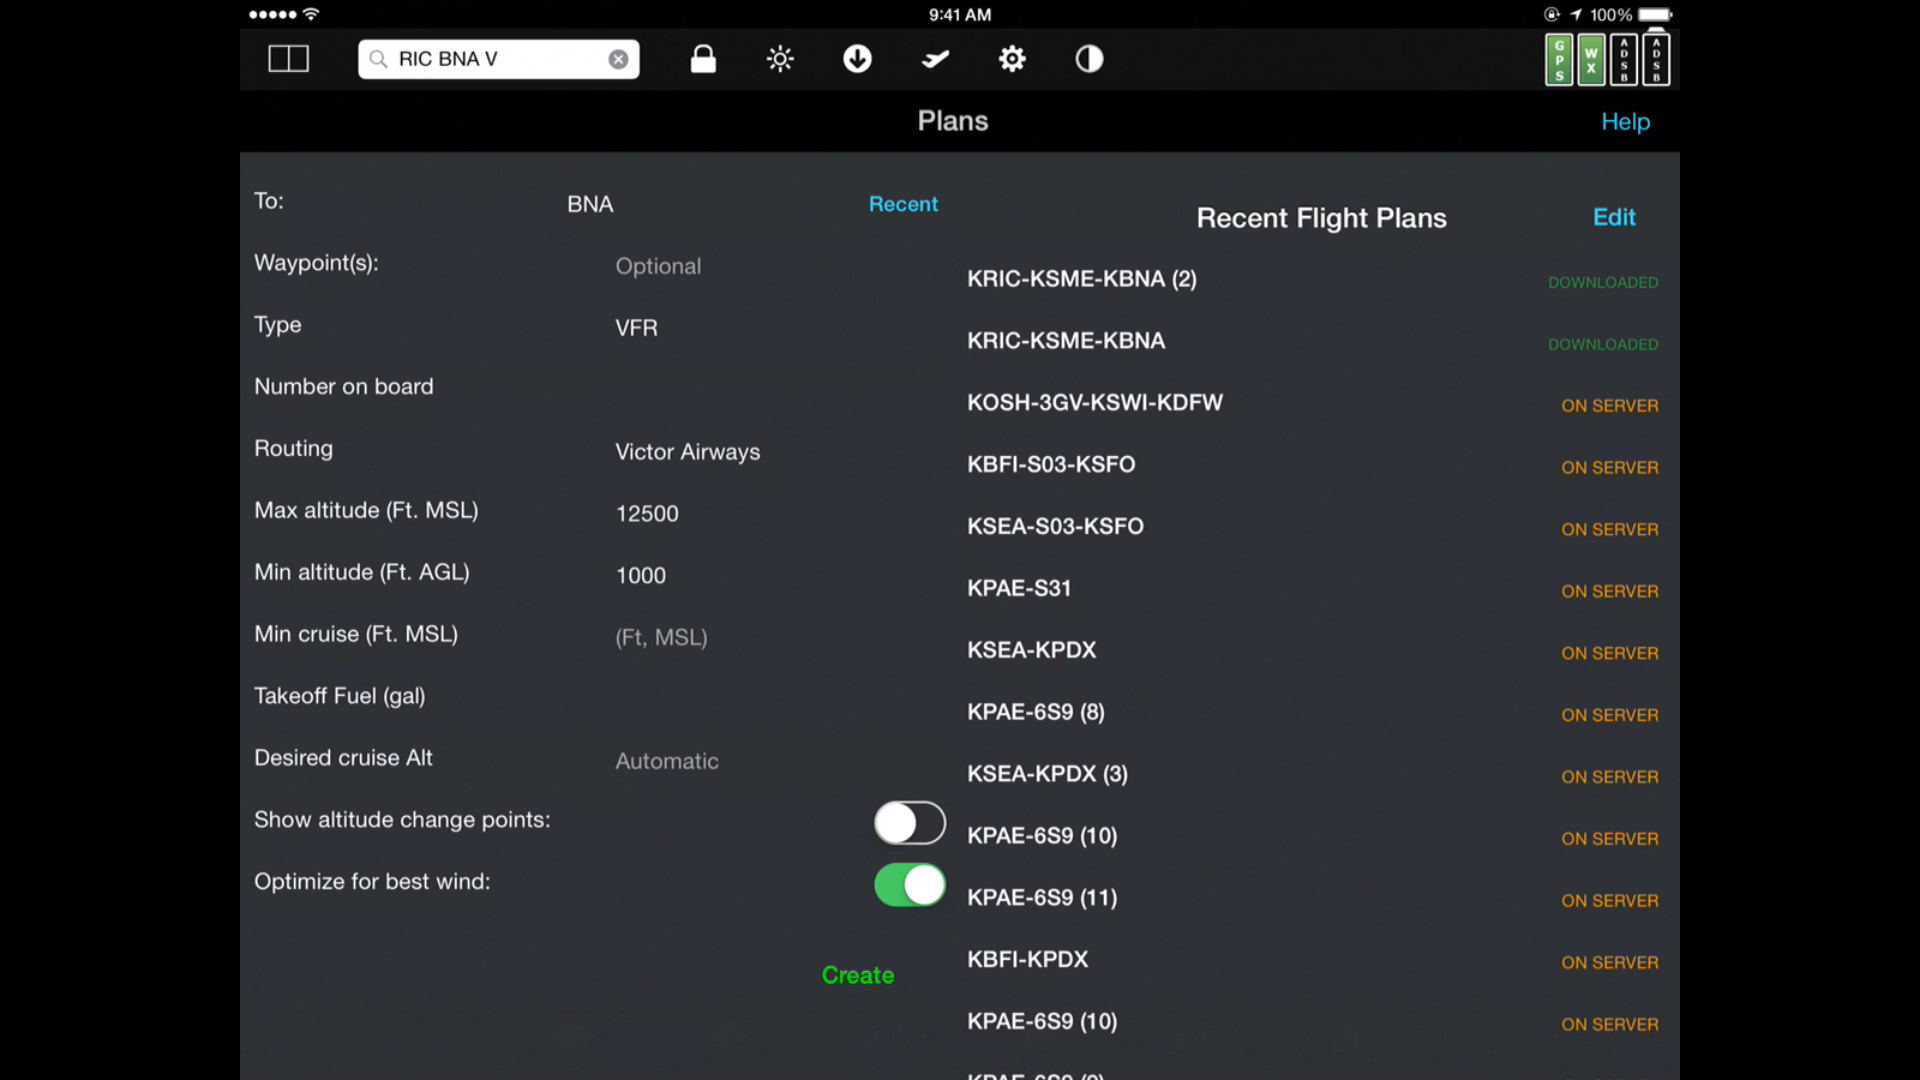 9:41 AM
100%
RIC BNA V
GPS
WX
ADSB
ADSB
Plans
Help
To:
BNA
Recent
Waypoint(s):
Optional
Type
VFR
Number on board
Routing
Victor Airways
Max altitude (Ft. MSL)
12500
Min altitude (Ft. AGL)
1000
Min cruise (Ft. MSL)
(Ft, MSL)
Takeoff Fuel (gal)
Desired cruise Alt
Automatic
Show altitude change points:
Optimize for best wind:
Create
Recent Flight Plans
Edit
KRIC-KSME-KBNA (2)
DOWNLOADED
KRIC-KSME-KBNA
DOWNLOADED
KOSH-3GV-KSWI-KDFW
ON SERVER
KBFI-S03-KSFO
ON SERVER
KSEA-S03-KSFO
ON SERVER
KPAE-S31
ON SERVER
KSEA-KPDX
ON SERVER
KPAE-6S9 (8)
ON SERVER
KSEA-KPDX (3)
ON SERVER
KPAE-6S9 (10)
ON SERVER
KPAE-6S9 (11)
ON SERVER
KBFI-KPDX
ON SERVER
KPAE-6S9 (10)
ON SERVER